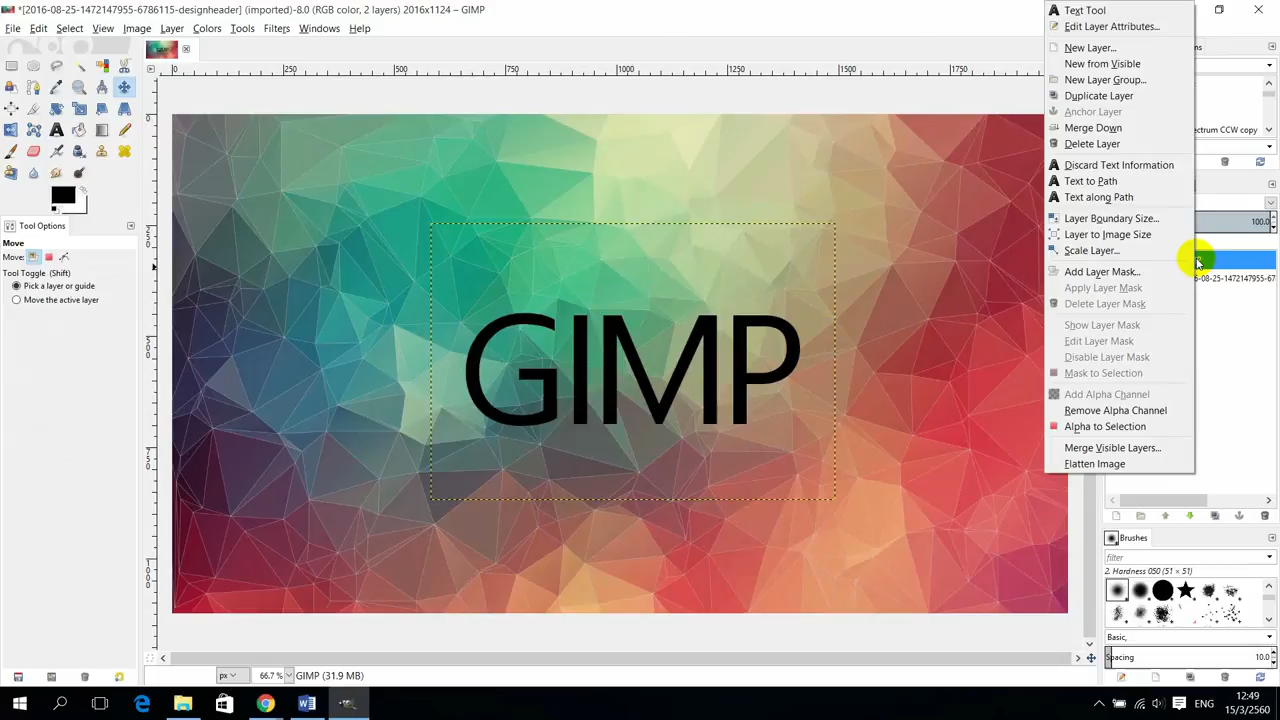 *[2016-08-25-1472147955-6786115-designheader] (imported)-8.0 (RGB color, 2 layers) 2016x1124 – GIMP
File Edit Select View Image Layer Colors Tools Filters Windows Help
0 250 500 750 1000 1250 1500 1750
0
250
500
750
1000
Tool Options
Move
Move:
Tool Toggle (Shift)
Pick a layer or guide
Move the active layer
GIMP
Text Tool
Edit Layer Attributes...
New Layer...
New from Visible
New Layer Group...
Duplicate Layer
Anchor Layer
Merge Down
Delete Layer
Discard Text Information
Text to Path
Text along Path
Layer Boundary Size...
Layer to Image Size
Scale Layer...
Add Layer Mask...
Apply Layer Mask
Delete Layer Mask
Show Layer Mask
Edit Layer Mask
Disable Layer Mask
Mask to Selection
Add Alpha Channel
Remove Alpha Channel
Alpha to Selection
Merge Visible Layers...
Flatten Image
ectrum CCW copy
100.0
6-08-25-1472147955-67
Brushes
filter
2. Hardness 050 (51 × 51)
Basic,
Spacing 10.0
px 66.7 % GIMP (31.9 MB)
ENG
12:49
15/3/2560